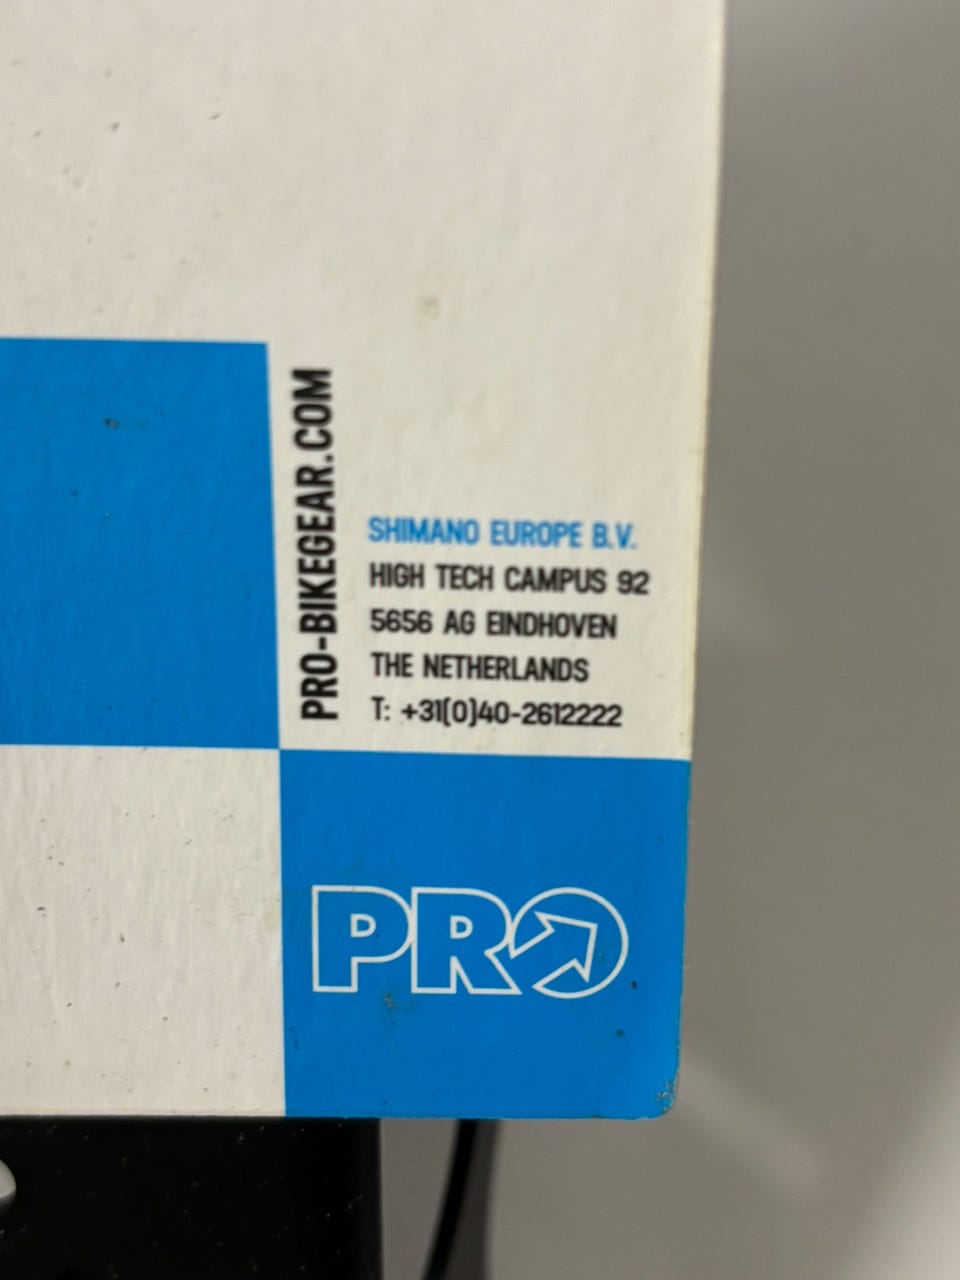 PRO-BIKEGEAR.COM
SHIMANO EUROPE B.V.
HIGH TECH CAMPUS 92
5656 AG EINDHOVEN
THE NETHERLANDS
T: +31(0)40-2612222
PRO